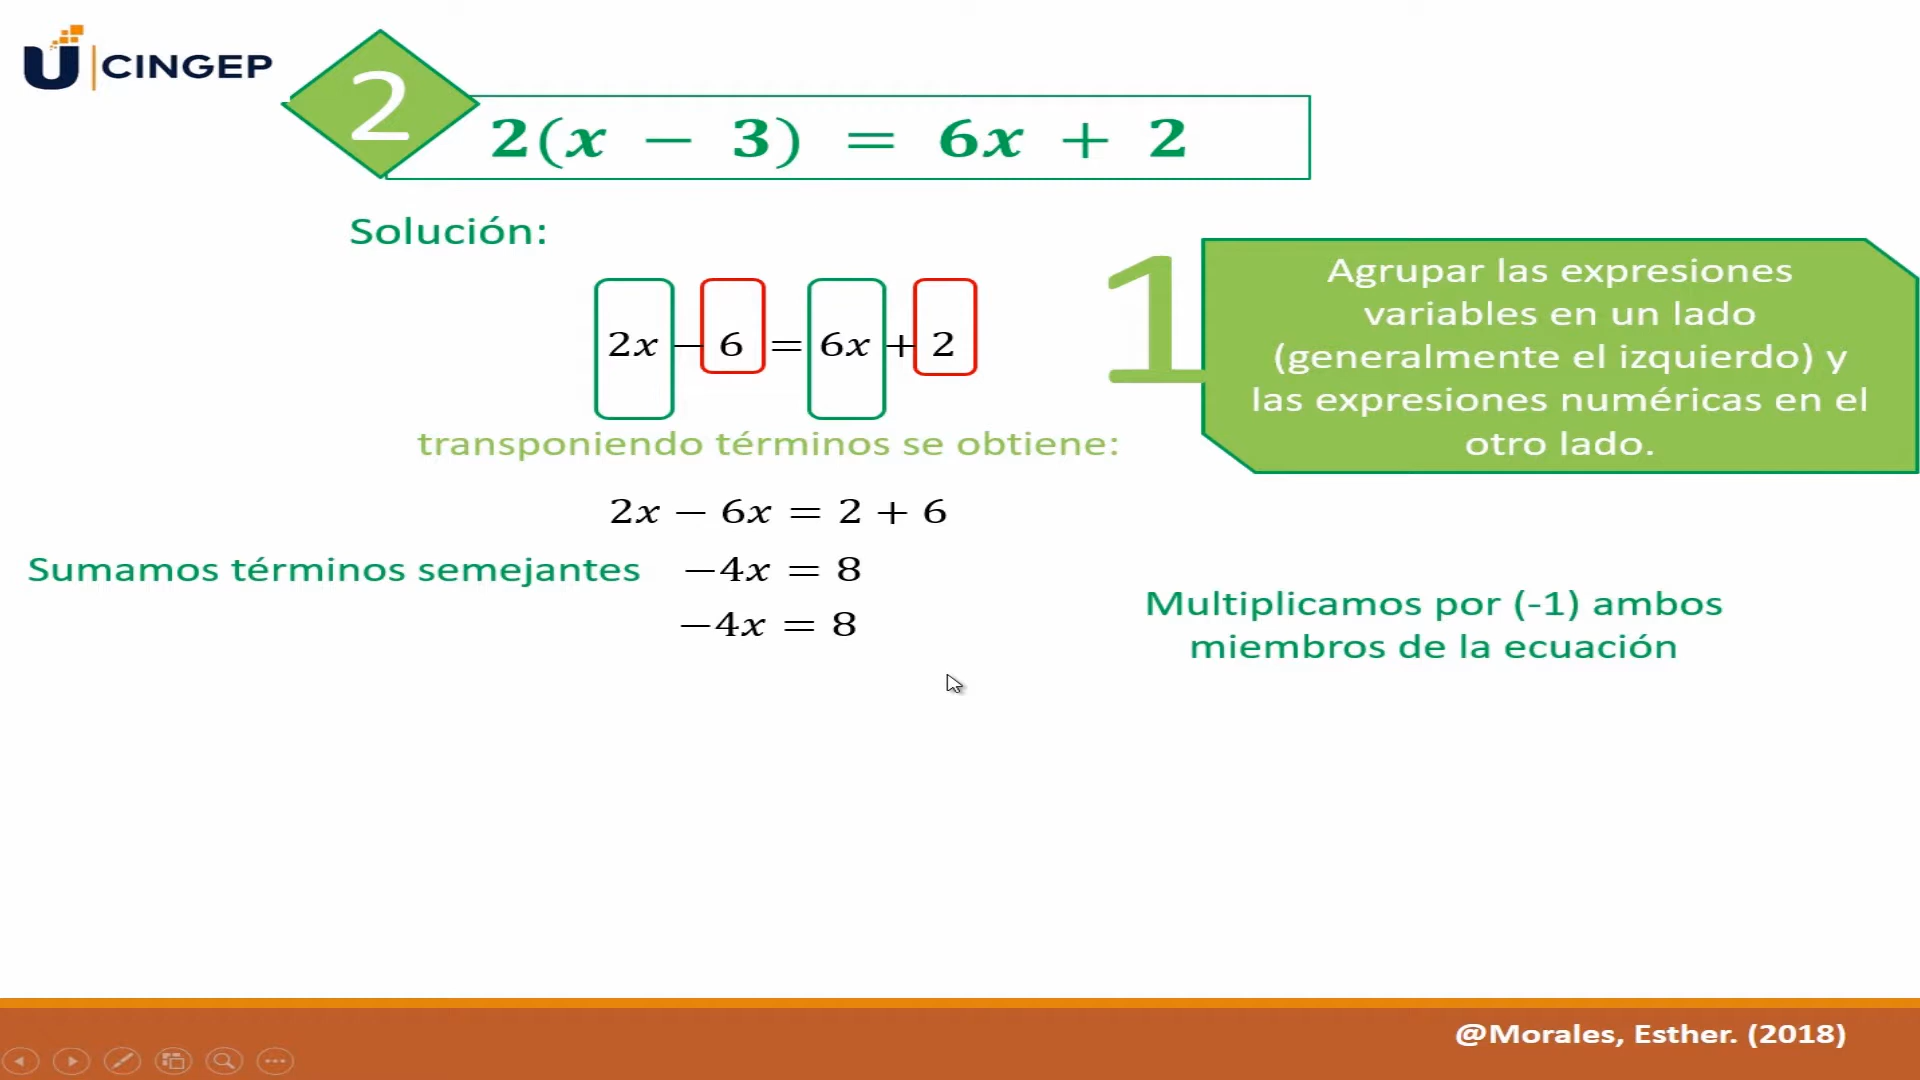 U CINGEP
2
2(x − 3) = 6x + 2
Solución:
2x − 6 = 6x + 2
1
Agrupar las expresiones
variables en un lado
(generalmente el izquierdo) y
las expresiones numéricas en el
otro lado.
transponiendo términos se obtiene:
2x − 6x = 2 + 6
Sumamos términos semejantes
−4x = 8
−4x = 8
Multiplicamos por (-1) ambos
miembros de la ecuación
@Morales, Esther. (2018)